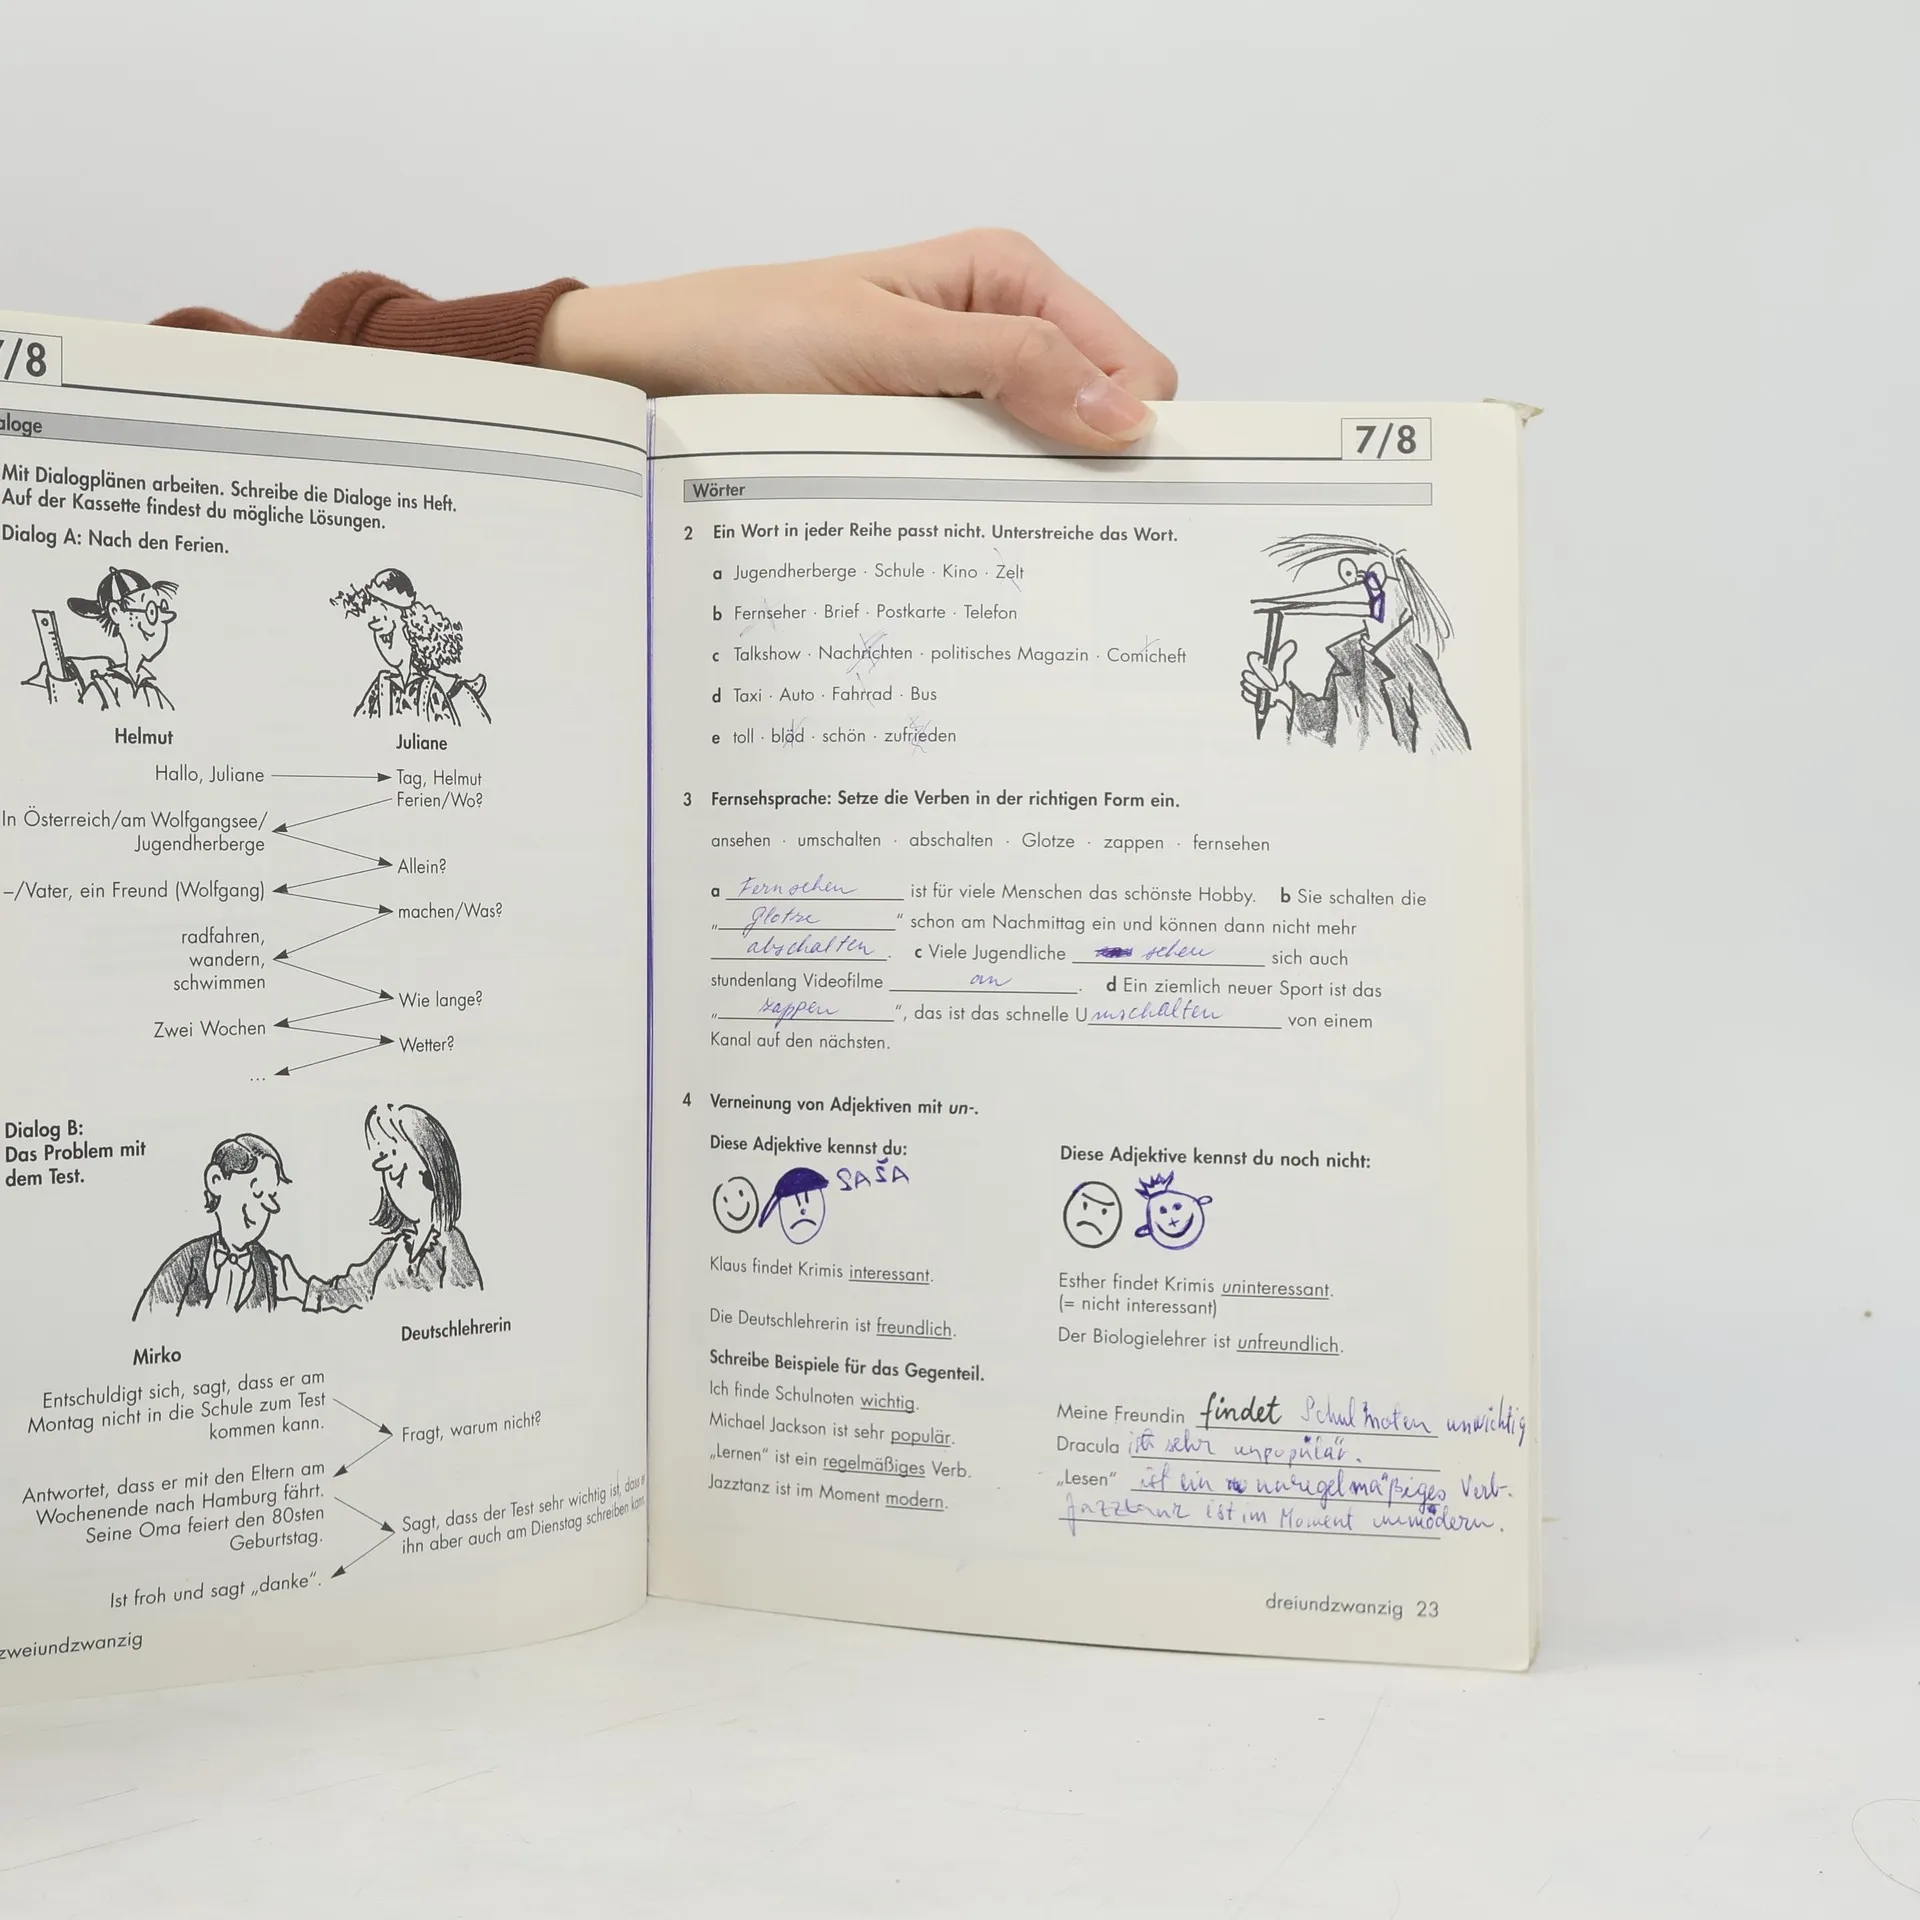 /8
aloge
Mit Dialogplänen arbeiten. Schreibe die Dialoge ins Heft.
Auf der Kassette findest du mögliche Lösungen.
Dialog A: Nach den Ferien.
Helmut
Juliane
Hallo, Juliane
Tag, Helmut
Ferien/Wo?
In Österreich/am Wolfgangsee/
Jugendherberge
Allein?
–/Vater, ein Freund (Wolfgang)
machen/Was?
radfahren,
wandern,
schwimmen
Wie lange?
Zwei Wochen
Wetter?
...
Dialog B:
Das Problem mit
dem Test.
Mirko
Deutschlehrerin
Entschuldigt sich, sagt, dass er am
Montag nicht in die Schule zum Test
kommen kann.
Fragt, warum nicht?
Antwortet, dass er mit den Eltern am
Wochenende nach Hamburg fährt.
Seine Oma feiert den 80sten
Geburtstag.
Sagt, dass der Test sehr wichtig ist, dass
ihn aber auch am Dienstag schreiben kann.
Ist froh und sagt „danke“.
zweiundzwanzig
7/8
Wörter
2 Ein Wort in jeder Reihe passt nicht. Unterstreiche das Wort.
a Jugendherberge · Schule · Kino · Zelt
b Fernseher · Brief · Postkarte · Telefon
c Talkshow · Nachrichten · politisches Magazin · Comicheft
d Taxi · Auto · Fahrrad · Bus
e toll · blöd · schön · zufrieden
3 Fernsehsprache: Setze die Verben in der richtigen Form ein.
ansehen · umschalten · abschalten · Glotze · zappen · fernsehen
a Fernsehen ist für viele Menschen das schönste Hobby. b Sie schalten die
„Glotze“ schon am Nachmittag ein und können dann nicht mehr
abschalten. c Viele Jugendliche sehen sich auch
stundenlang Videofilme an. d Ein ziemlich neuer Sport ist das
„zappen“, das ist das schnelle Umschalten von einem
Kanal auf den nächsten.
4 Verneinung von Adjektiven mit un-.
Diese Adjektive kennst du:
SAŠA
Klaus findet Krimis interessant.
Die Deutschlehrerin ist freundlich.
Schreibe Beispiele für das Gegenteil.
Ich finde Schulnoten wichtig.
Michael Jackson ist sehr populär.
„Lernen“ ist ein regelmäßiges Verb.
Jazztanz ist im Moment modern.
Diese Adjektive kennst du noch nicht:
Esther findet Krimis uninteressant.
(= nicht interessant)
Der Biologielehrer ist unfreundlich.
Meine Freundin findet Schulnoten unwichtig
Dracula ist sehr unpopulär.
„Lesen“ ist ein unregelmäßiges Verb.
Jazztanz ist im Moment unmodern.
dreiundzwanzig 23